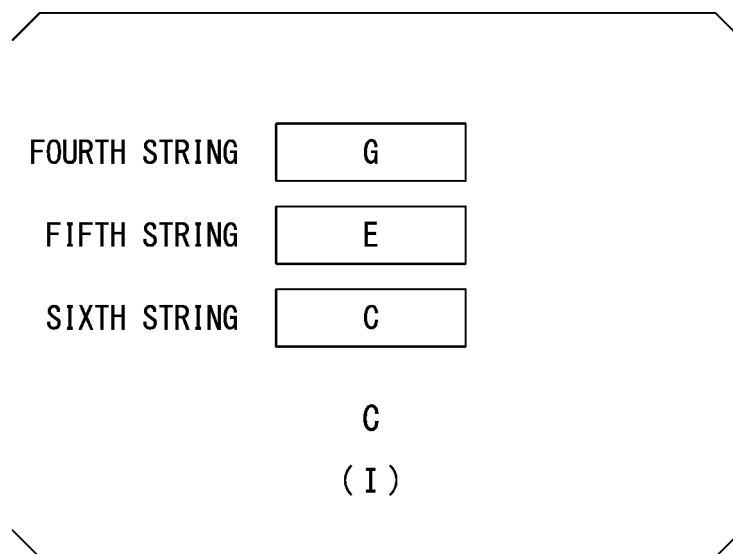 FOURTH STRING G
FIFTH STRING E
SIXTH STRING C
C
(I)